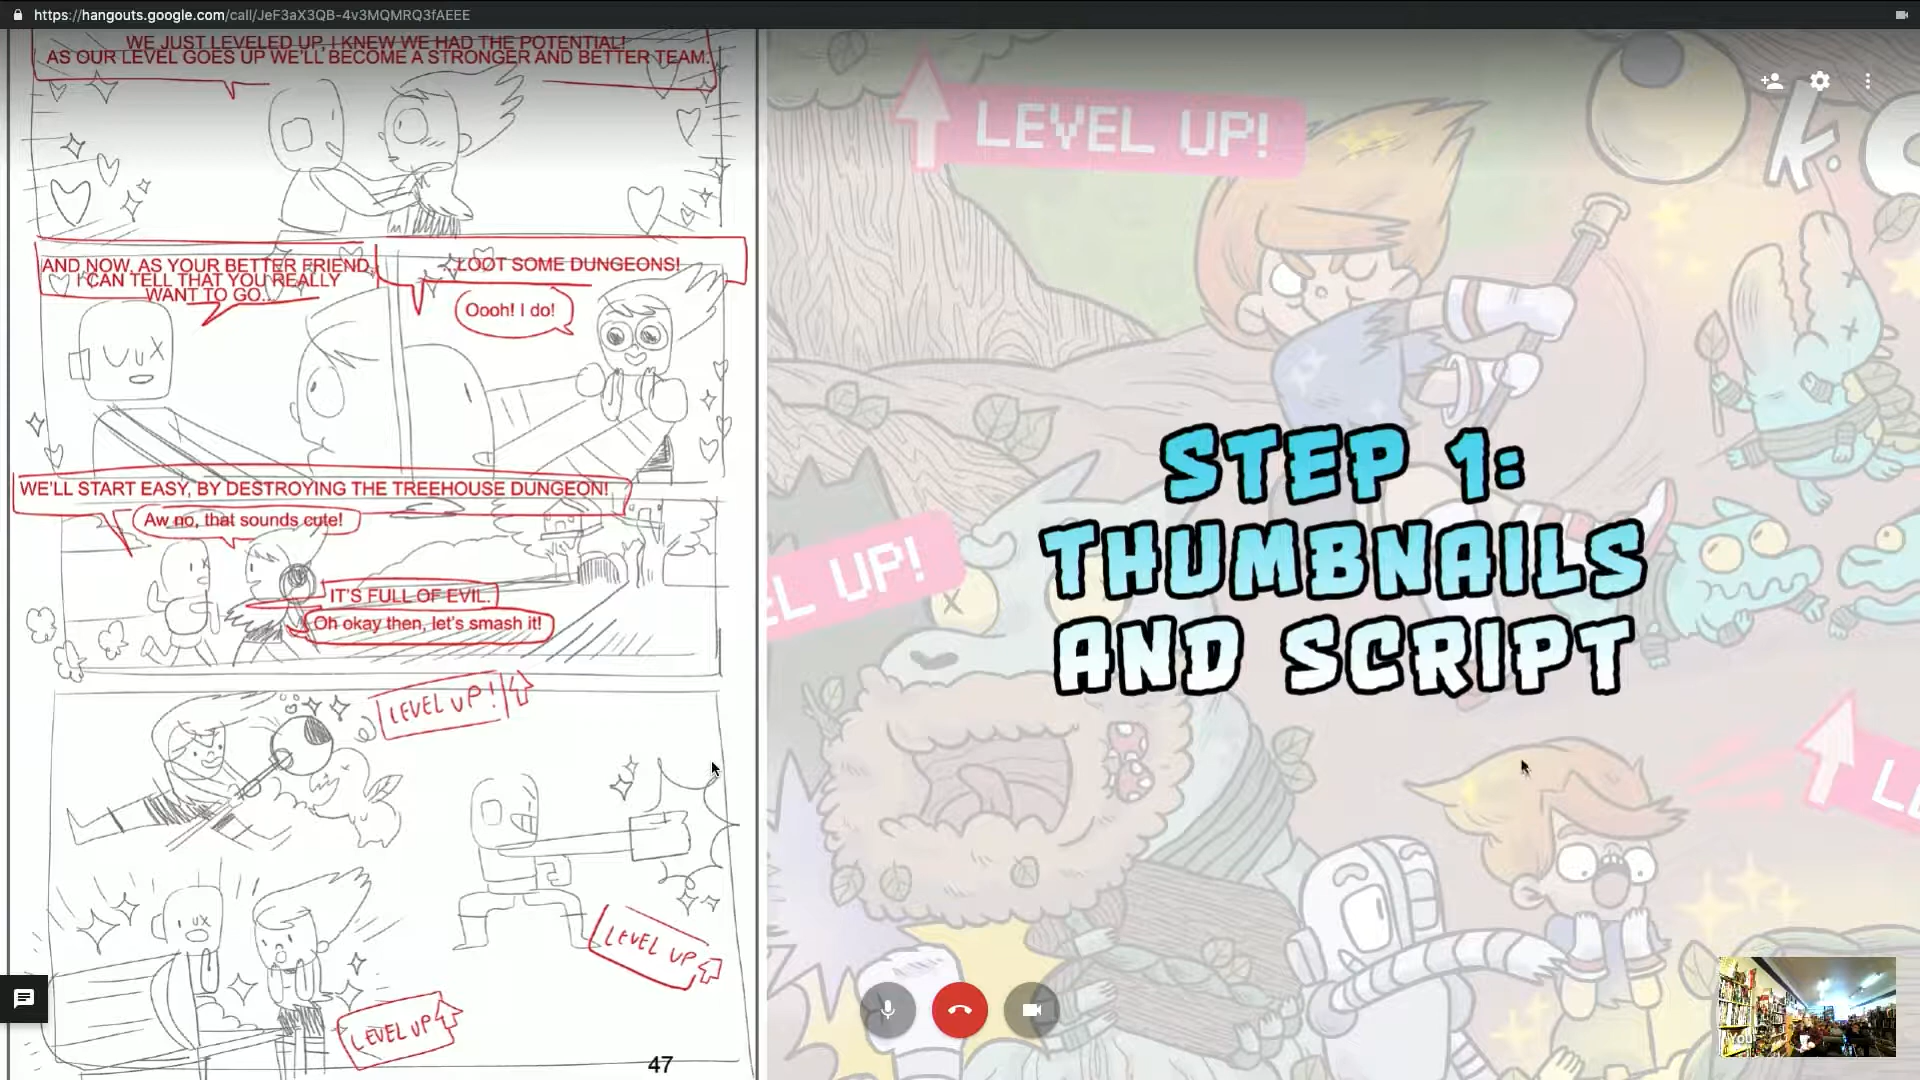 https://hangouts.google.com/call/JeF3aX3QB-4v3MQMRQ3fAEEE
WE JUST LEVELED UP, I KNEW WE HAD THE POTENTIAL!
AS OUR LEVEL GOES UP WE'LL BECOME A STRONGER AND BETTER TEAM.
AND NOW, AS YOUR BETTER FRIEND,
I CAN TELL THAT YOU REALLY
WANT TO GO...
...LOOT SOME DUNGEONS!
Oooh! I do!
WE'LL START EASY, BY DESTROYING THE TREEHOUSE DUNGEON!
Aw no, that sounds cute!
IT'S FULL OF EVIL.
Oh okay then, let's smash it!
LEVEL UP!
LEVEL UP
LEVEL UP
47
LEVEL UP!
K.O
EL UP!
STEP 1:
THUMBNAILS
AND SCRIPT
L
You